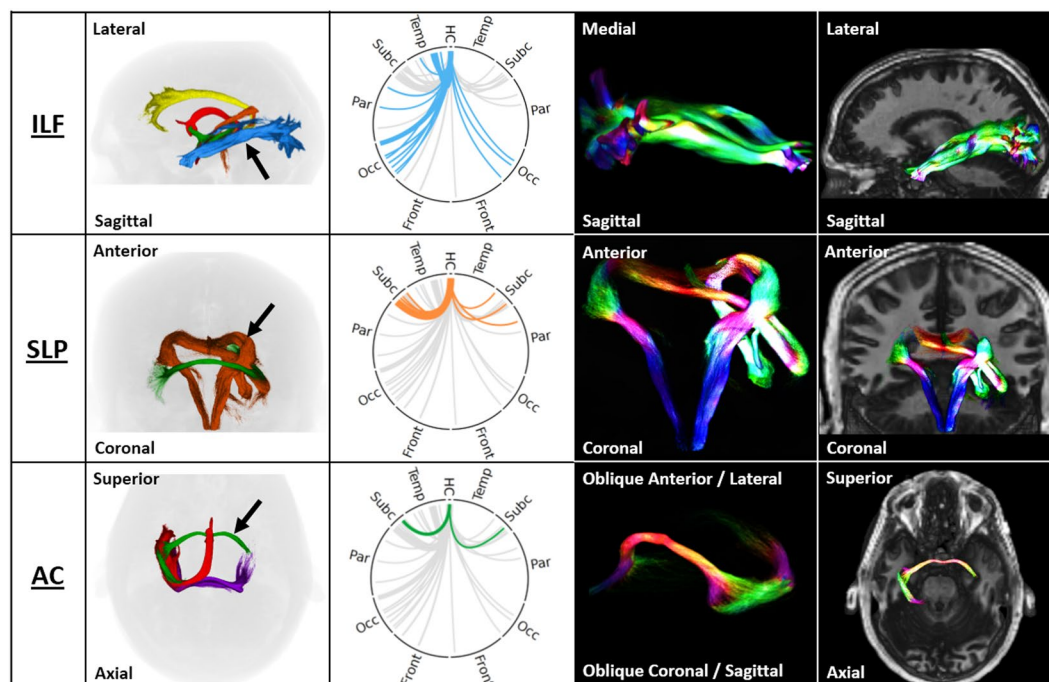 ILF
Lateral
Sagittal
HC
Temp
Temp
Subc
Subc
Par
Par
Occ
Occ
Front
Front
Medial
Sagittal
Lateral
Sagittal
SLP
Anterior
Coronal
HC
Temp
Temp
Subc
Subc
Par
Par
Occ
Occ
Front
Front
Anterior
Coronal
Anterior
Coronal
AC
Superior
Axial
HC
Temp
Temp
Subc
Subc
Par
Par
Occ
Occ
Front
Front
Oblique Anterior / Lateral
Oblique Coronal / Sagittal
Superior
Axial